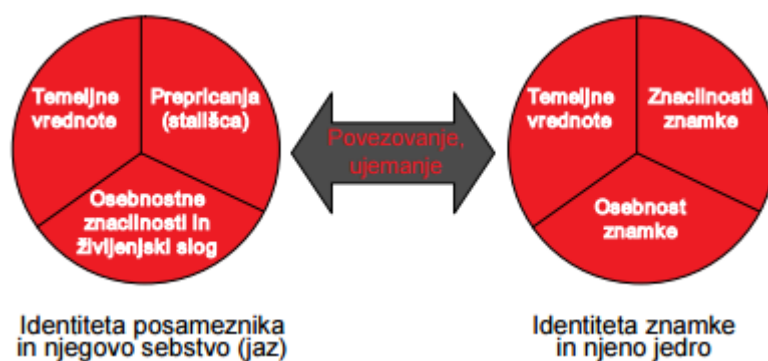 Temeljne
vrednote
Prepricanja
(stališca)
Osebnostne
znacilnosti in
življenjski slog
Povezovanje,
ujemanje
Temeljne
vrednote
Znacilnosti
znamke
Osebnost
znamke
Identiteta posameznika
in njegovo sebstvo (jaz)
Identiteta znamke
in njeno jedro